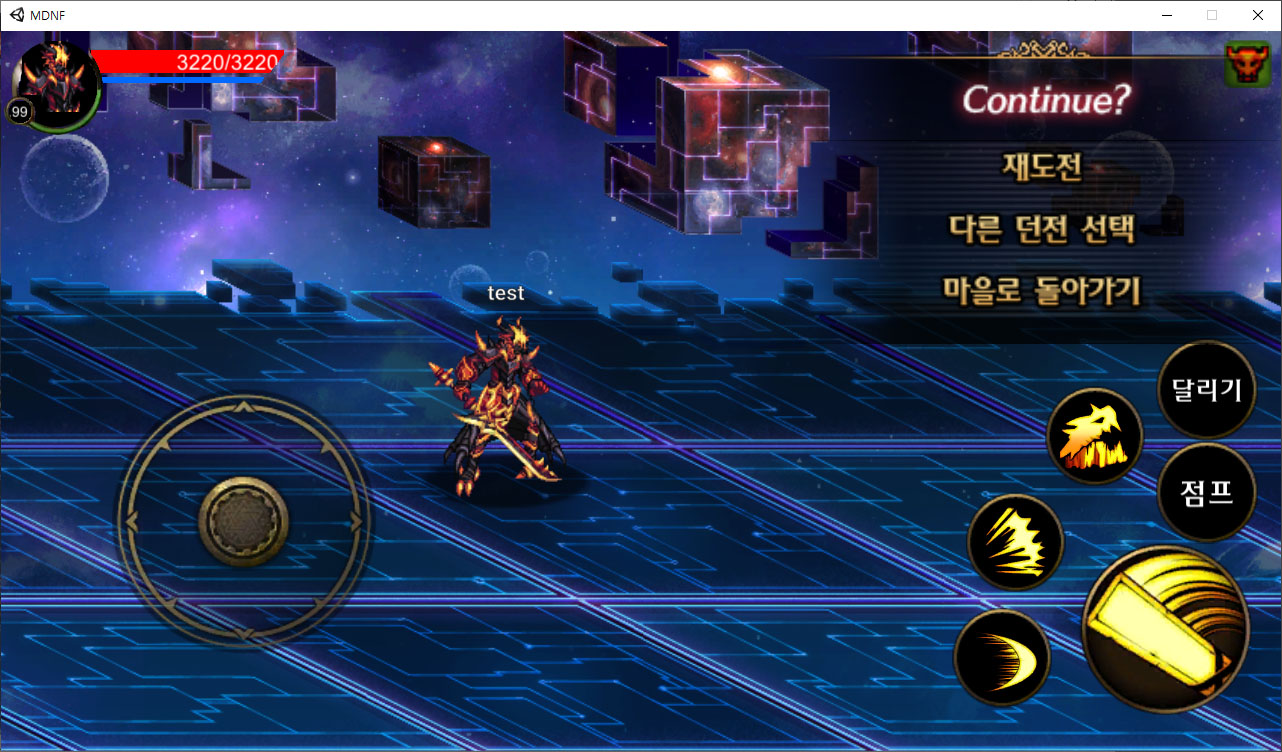 MDNF
3220/3220
99
Continue?
재도전
다른 던전 선택
마을로 돌아가기
test
달리기
점프